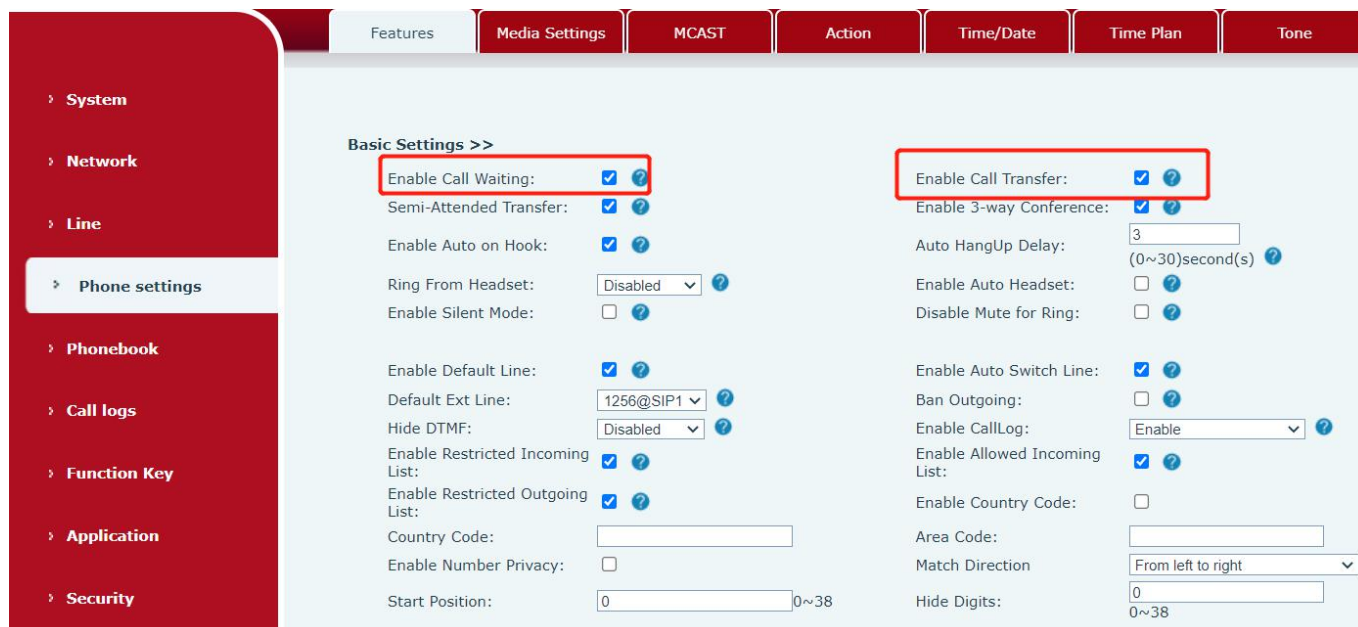 Features
Media Settings
MCAST
Action
Time/Date
Time Plan
Tone
System
Network
Line
Phone settings
Phonebook
Call logs
Function Key
Application
Security
Basic Settings >>
Enable Call Waiting: ?
Enable Call Transfer: ?
Semi-Attended Transfer: ?
Enable 3-way Conference: ?
Enable Auto on Hook: ?
Auto HangUp Delay: 3
(0~30)second(s) ?
Ring From Headset: Disabled ?
Enable Auto Headset: ?
Enable Silent Mode: ?
Disable Mute for Ring: ?
Enable Default Line: ?
Enable Auto Switch Line: ?
Default Ext Line: 1256@SIP1 ?
Ban Outgoing: ?
Hide DTMF: Disabled ?
Enable CallLog: Enable ?
Enable Restricted Incoming
List: ?
Enable Allowed Incoming
List: ?
Enable Restricted Outgoing
List: ?
Enable Country Code:
Country Code:
Area Code:
Enable Number Privacy:
Match Direction From left to right
Start Position: 0 0~38
Hide Digits: 0
0~38